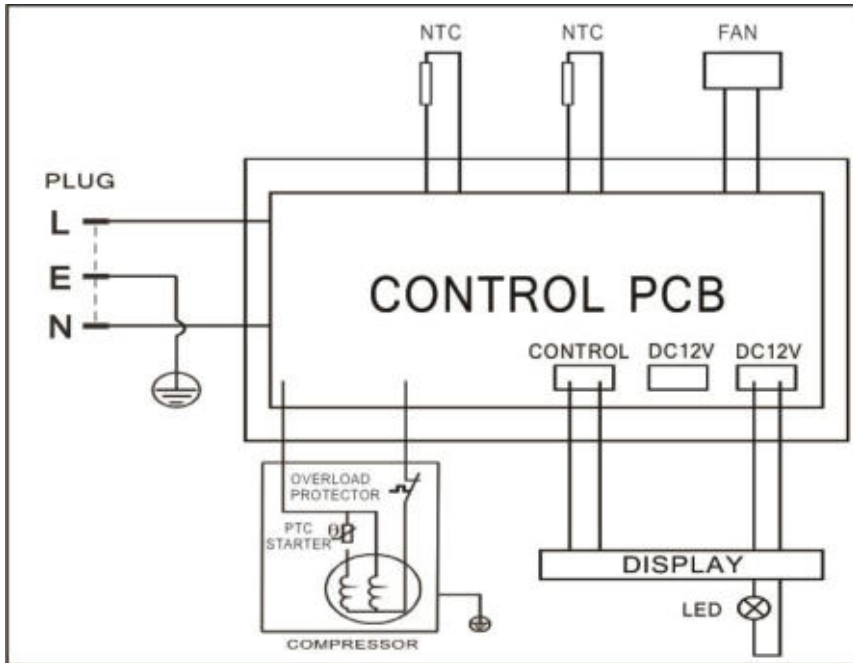 NTC
NTC
FAN
PLUG
L
E
N
CONTROL PCB
CONTROL
DC12V
DC12V
OVERLOAD
PROTECTOR
PTC
STARTER
θ
COMPRESSOR
DISPLAY
LED